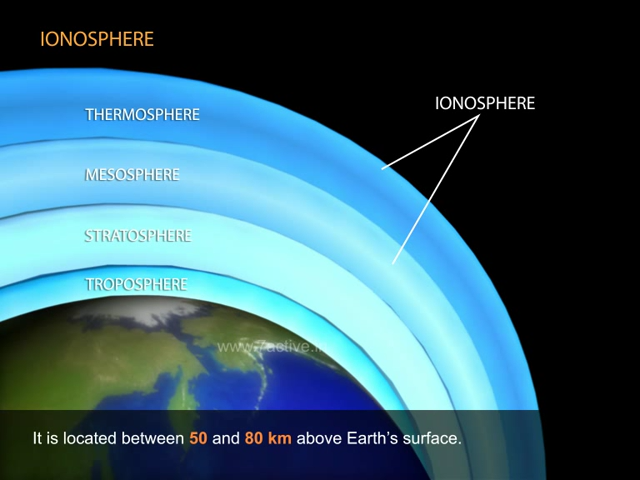 IONOSPHERE
IONOSPHERE
THERMOSPHERE
MESOSPHERE
STRATOSPHERE
TROPOSPHERE
It is located between 50 and 80 km above Earth's surface.